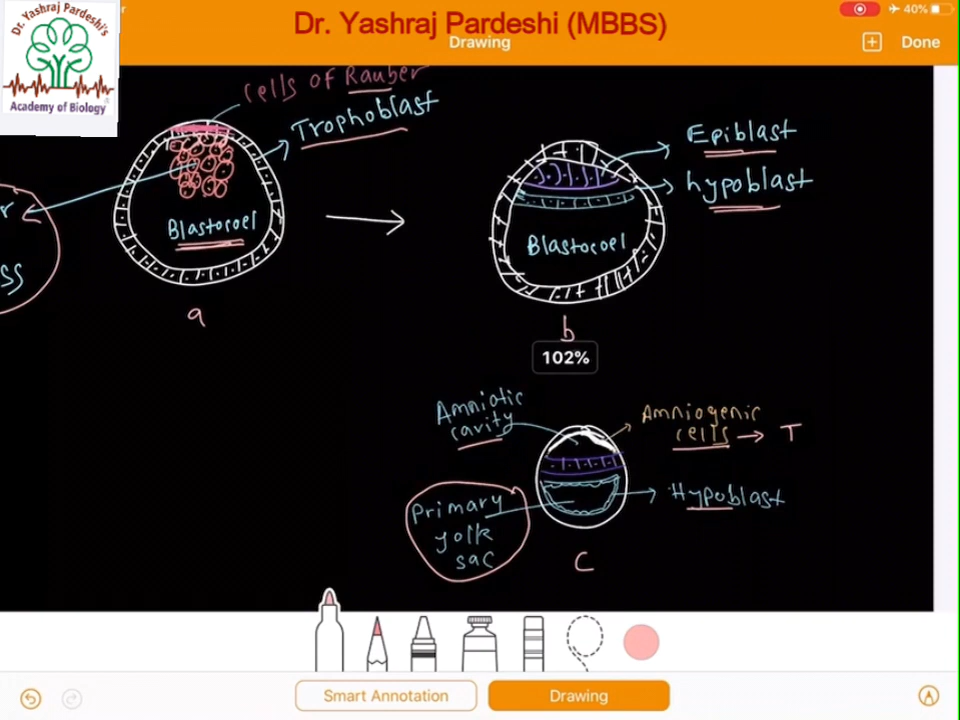 Dr. Yashraj Pardeshi's
Academy of Biology
Dr. Yashraj Pardeshi (MBBS)
Drawing
40%
Done
cells of Rauber
Trophoblast
Blastocoel
ss
a
Epiblast
hypoblast
Blastocoel
b
102%
Amniotic
cavity
Amniogenic
cells → T
Hypoblast
Primary
yolk
sac
c
Smart Annotation
Drawing